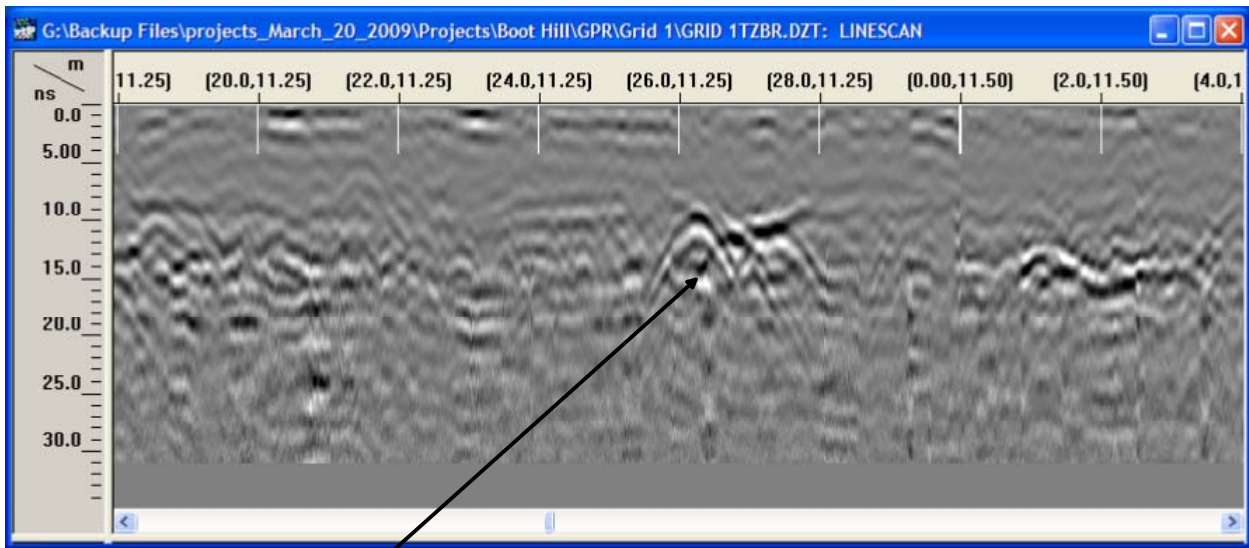 G:\Backup Files\projects_March_20_2009\Projects\Boot Hill\GPR\Grid 1\GRID 1TZBR.DZT: LINESCAN
m
ns
11.25) (20.0,11.25) (22.0,11.25) (24.0,11.25) (26.0,11.25) (28.0,11.25) (0.00,11.50) (2.0,11.50) (4.0,1
0.0
5.00
10.0
15.0
20.0
25.0
30.0